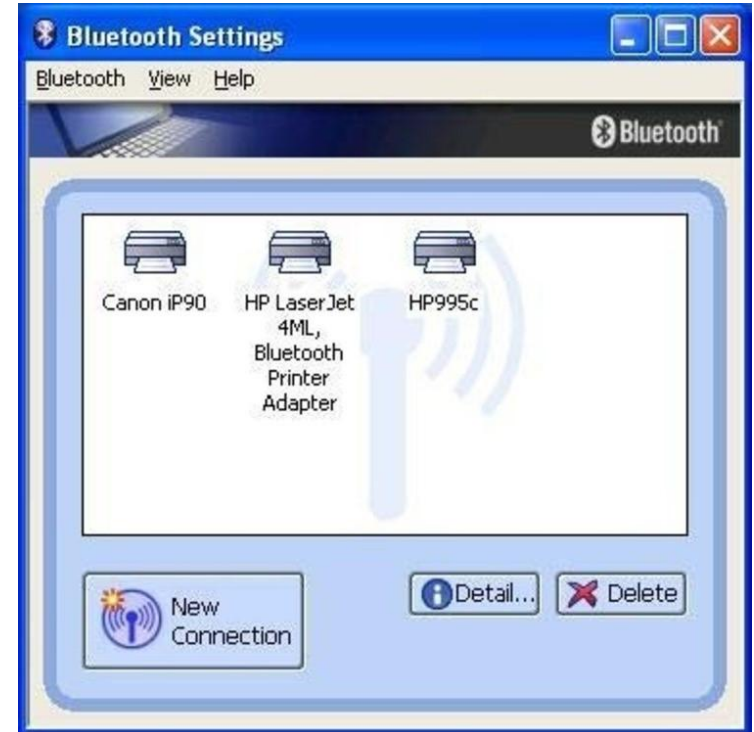 Bluetooth Settings
Bluetooth View Help
Bluetooth
Canon iP90
HP LaserJet
4ML,
Bluetooth
Printer
Adapter
HP995c
New
Connection
Detail...
Delete